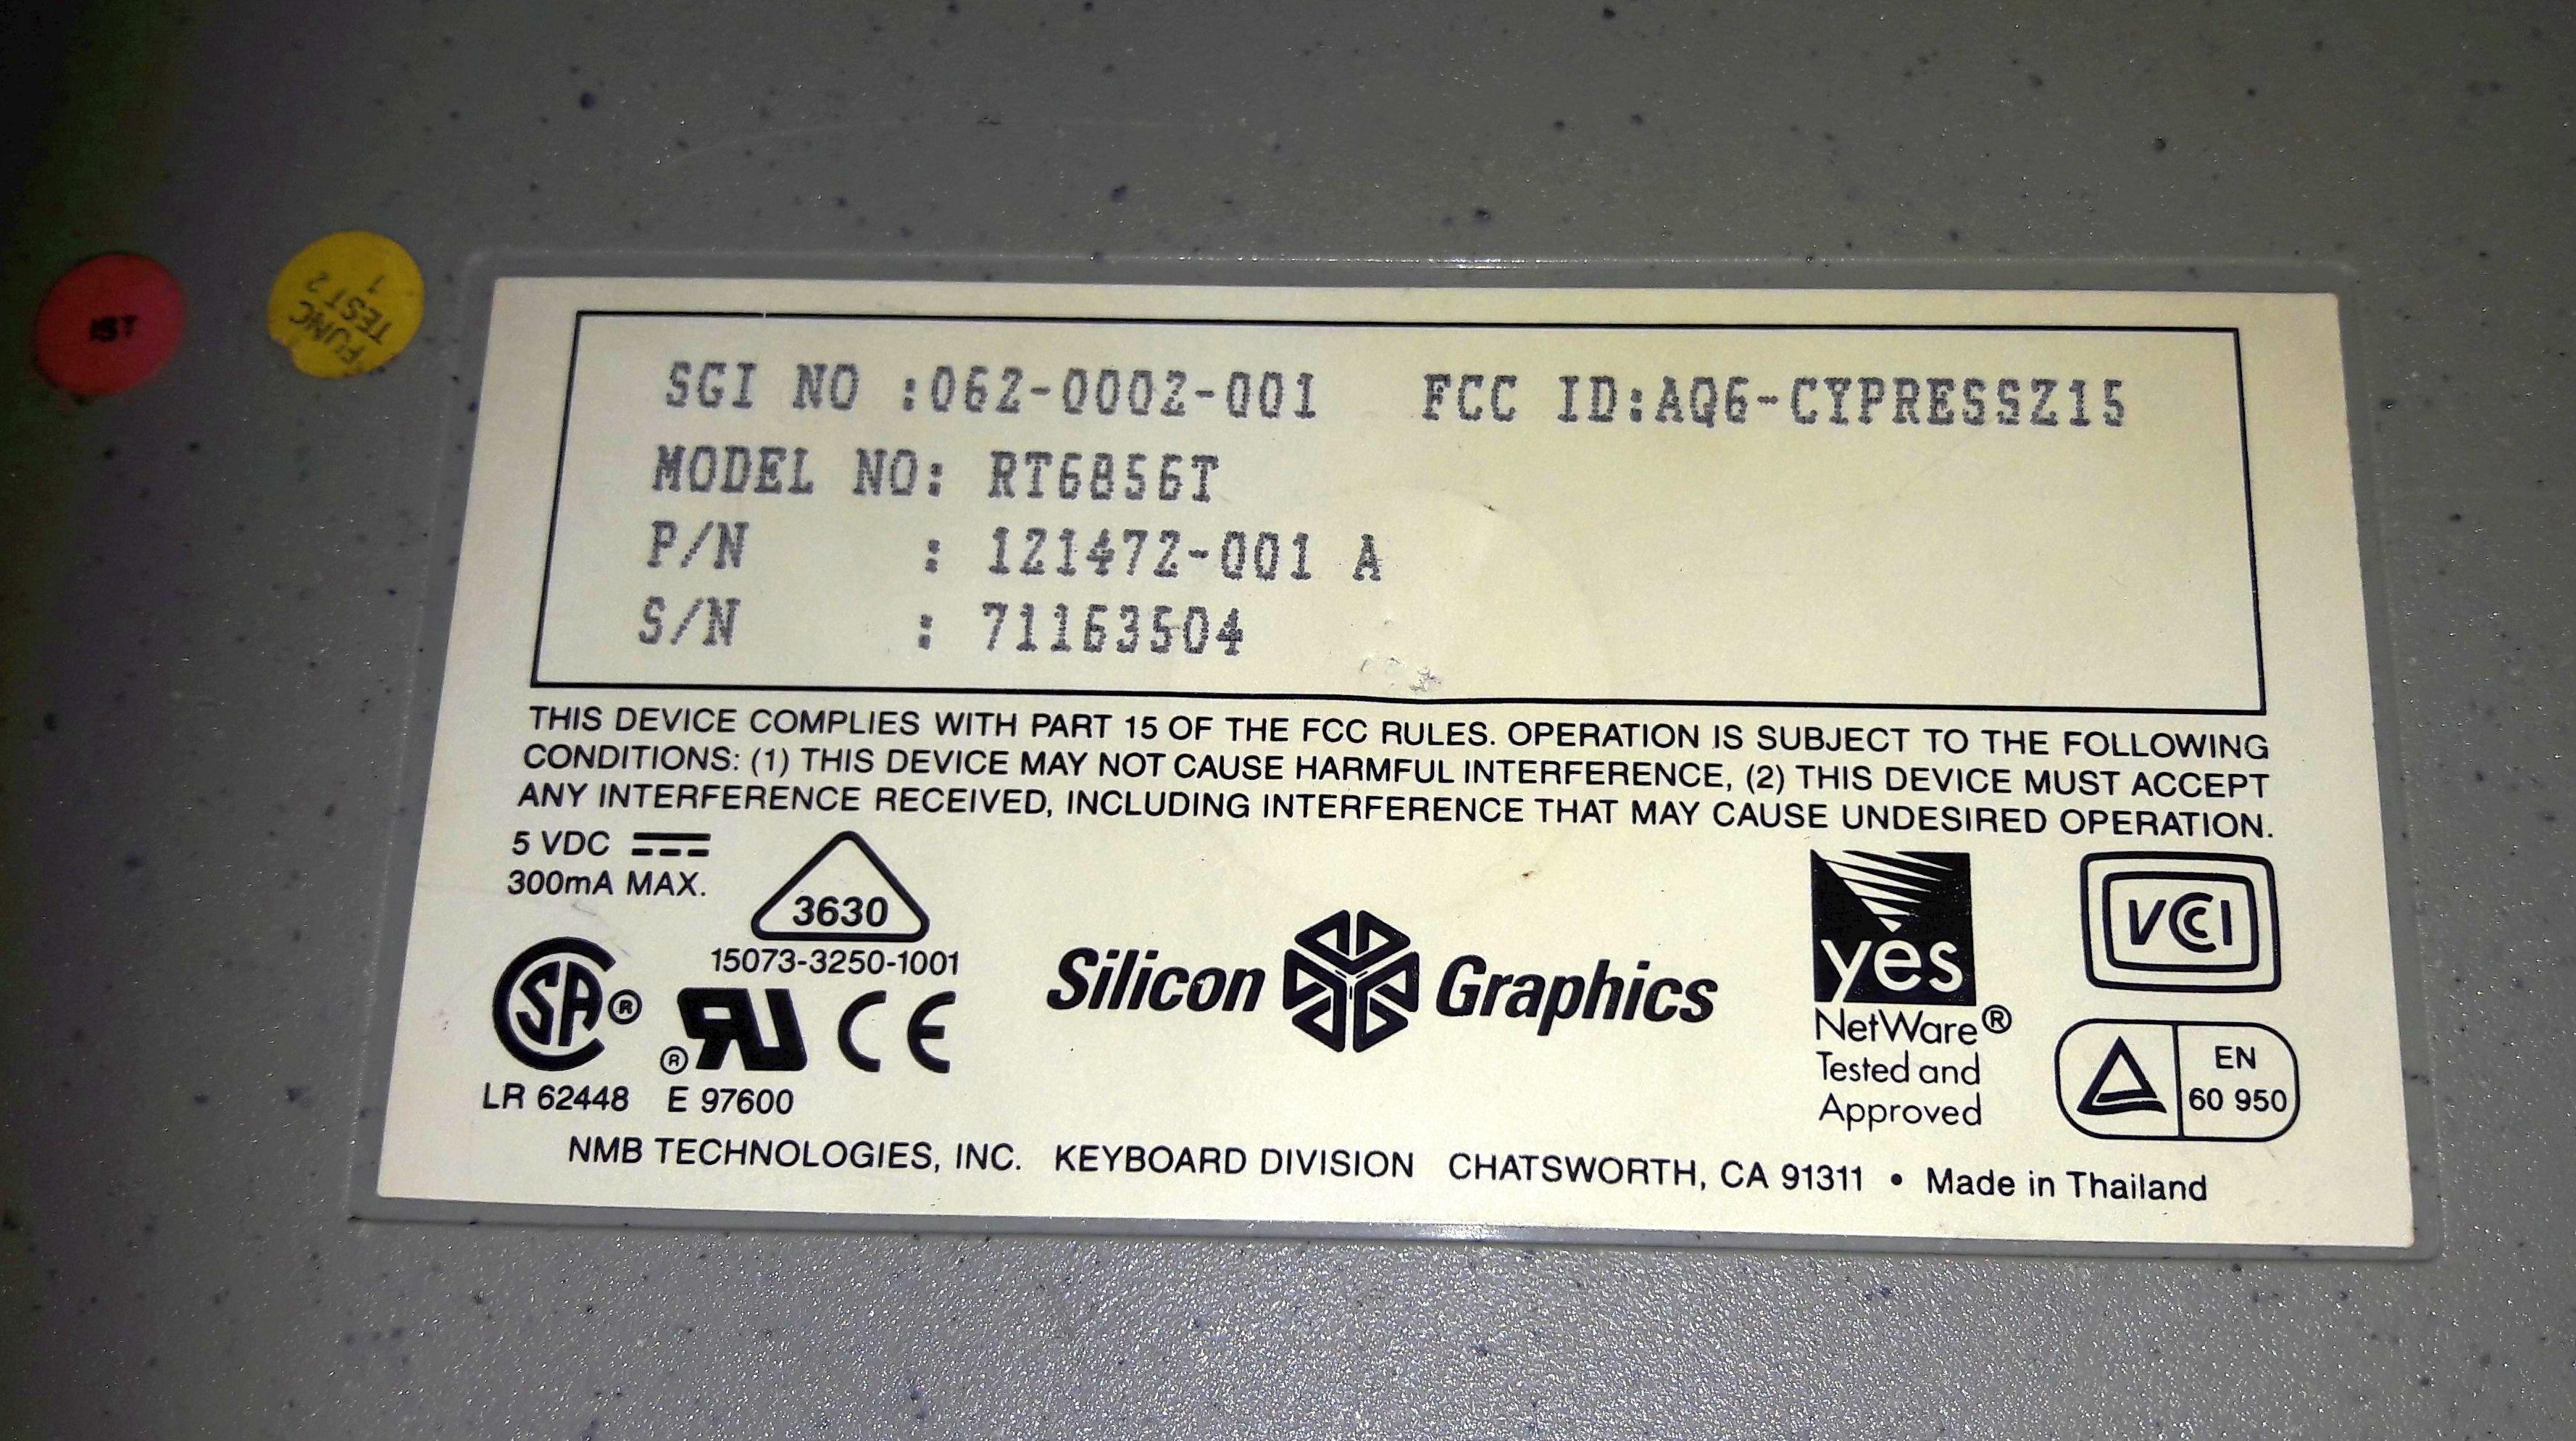 IST
FUNC
TEST 2
1
SGI NO :062-0002-001 FCC ID:AQ6-CYPRESSZ15
MODEL NO: RT6856T
P/N : 121472-001 A
S/N : 71163504
THIS DEVICE COMPLIES WITH PART 15 OF THE FCC RULES. OPERATION IS SUBJECT TO THE FOLLOWING
CONDITIONS: (1) THIS DEVICE MAY NOT CAUSE HARMFUL INTERFERENCE, (2) THIS DEVICE MUST ACCEPT
ANY INTERFERENCE RECEIVED, INCLUDING INTERFERENCE THAT MAY CAUSE UNDESIRED OPERATION.
5 VDC
300mA MAX.
3630
15073-3250-1001
SA ®
® RU CE
LR 62448 E 97600
Silicon Graphics
yes
NetWare®
Tested and
Approved
VCCI
EN
60 950
NMB TECHNOLOGIES, INC. KEYBOARD DIVISION CHATSWORTH, CA 91311 • Made in Thailand